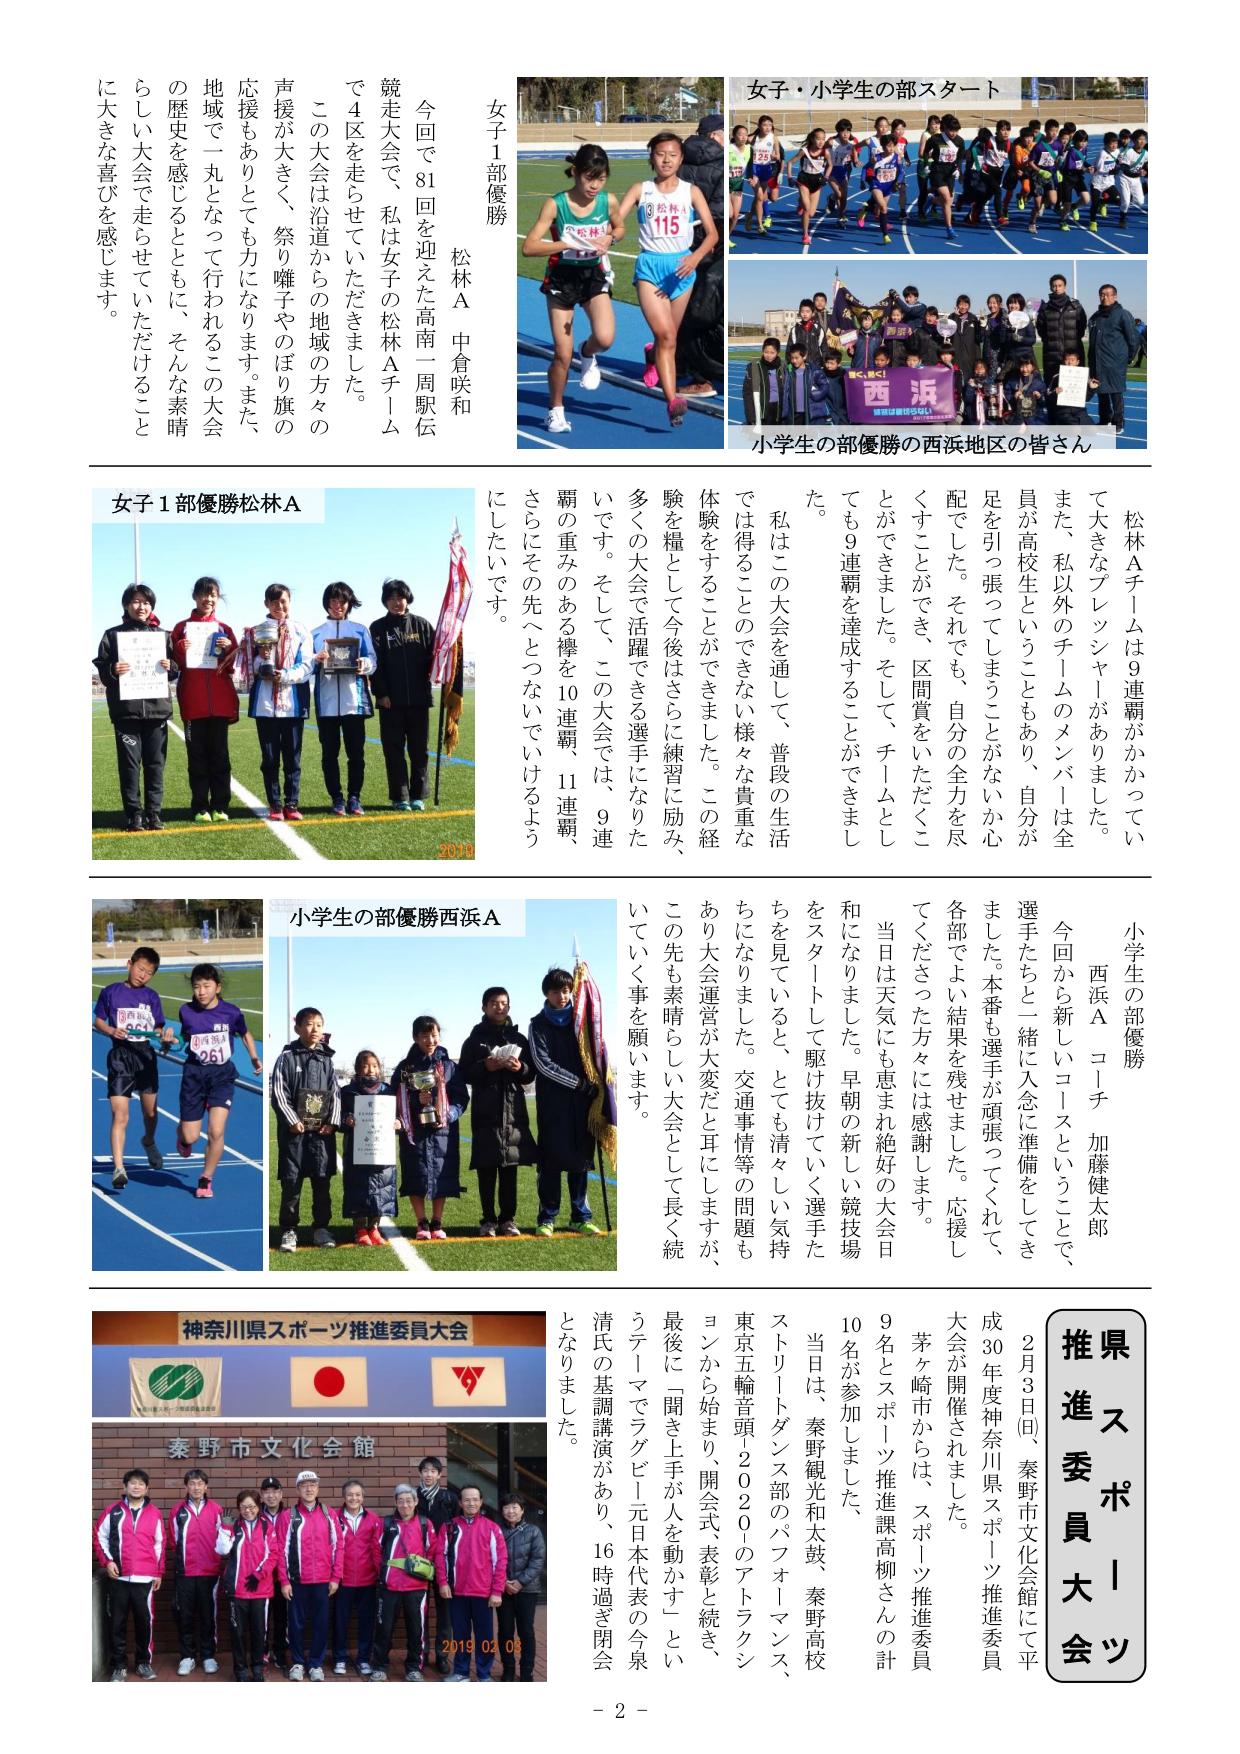 女子・小学生の部スタート
小学生の部優勝の西浜地区の皆さん
松林A
115
西浜
練習は裏切らない
女子１部優勝
松林Ａ　中倉咲和
今回で81回を迎えた高南一周駅伝
競走大会で、私は女子の松林Ａチーム
で４区を走らせていただきました。
この大会は沿道からの地域の方々の
声援が大きく、祭り囃子やのぼり旗の
応援もありとても力になります。また、
地域で一丸となって行われるこの大会
の歴史を感じるとともに、そんな素晴
らしい大会で走らせていただけること
に大きな喜びを感じます。
松林Ａチームは９連覇がかかってい
て大きなプレッシャーがありました。
また、私以外のチームのメンバーは全
員が高校生ということもあり、自分が
足を引っ張ってしまうことがないか心
配でした。それでも、自分の全力を尽
くすことができ、区間賞をいただくこ
とができました。そして、チームとし
ても９連覇を達成することができまし
た。
私はこの大会を通して、普段の生活
では得ることのできない様々な貴重な
体験をすることができました。この経
験を糧として今後はさらに練習に励み、
多くの大会で活躍できる選手になりた
いです。そして、この大会では、９連
覇の重みのある襷を10連覇、11連覇、
さらにその先へとつないでいけるよう
にしたいです。
女子１部優勝松林Ａ
2019
小学生の部優勝
西浜Ａ　コーチ　加藤健太郎
今回から新しいコースということで、
選手たちと一緒に入念に準備をしてき
ました。本番も選手が頑張ってくれて、
各部でよい結果を残せました。応援し
てくださった方々には感謝します。
当日は天気にも恵まれ絶好の大会日
和になりました。早朝の新しい競技場
をスタートして駆け抜けていく選手た
ちを見ていると、とても清々しい気持
ちになりました。交通事情等の問題も
あり大会運営が大変だと耳にしますが、
この先も素晴らしい大会として長く続
いていく事を願います。
小学生の部優勝西浜Ａ
261
県スポーツ
推進委員大会
２月３日㈰、秦野市文化会館にて平
成30年度神奈川県スポーツ推進委員
大会が開催されました。
茅ヶ崎市からは、スポーツ推進委員
９名とスポーツ推進課高柳さんの計
10名が参加しました、
当日は、秦野観光和太鼓、秦野高校
ストリートダンス部のパフォーマンス、
東京五輪音頭-２０２０-のアトラクシ
ョンから始まり、開会式、表彰と続き、
最後に「聞き上手が人を動かす」とい
うテーマでラグビー元日本代表の今泉
清氏の基調講演があり、16時過ぎ閉会
となりました。
神奈川県スポーツ推進委員大会
秦野市文化会館
2019 02 03
- 2 -